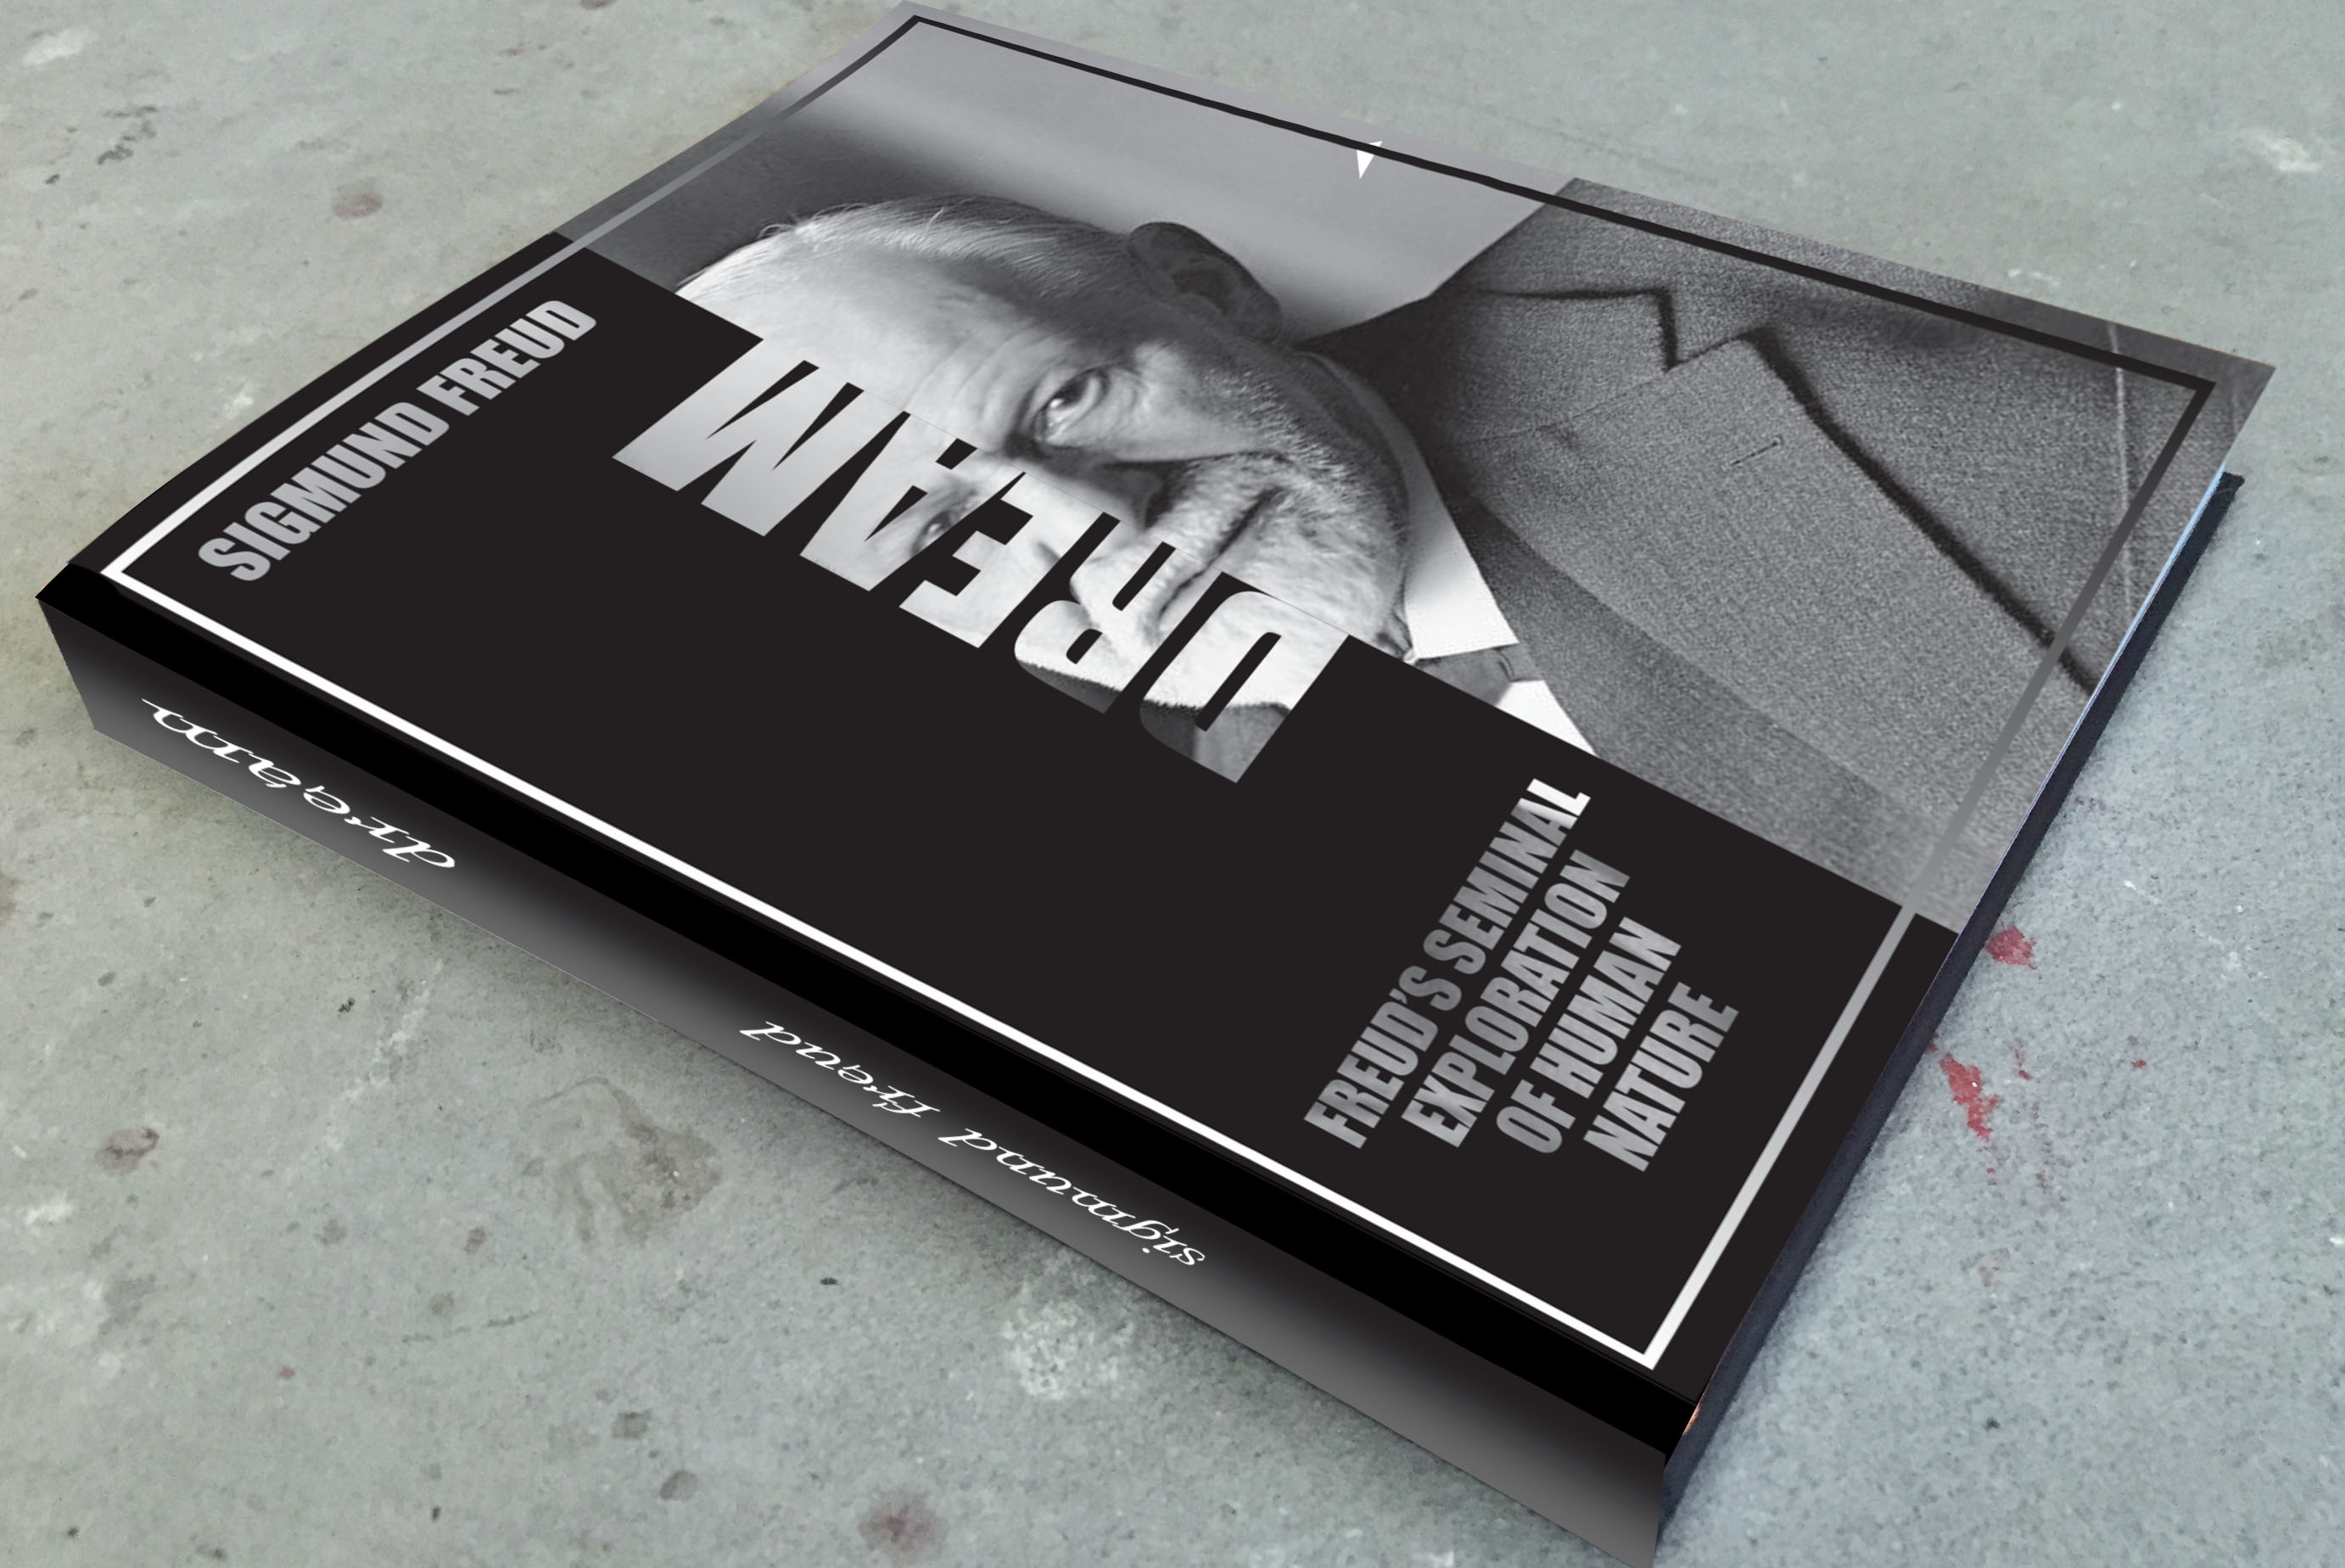 SIGMUND FREUD
DREAM
FREUD'S SEMINAL
EXPLORATION
OF HUMAN
NATURE
dream
sigmund freud